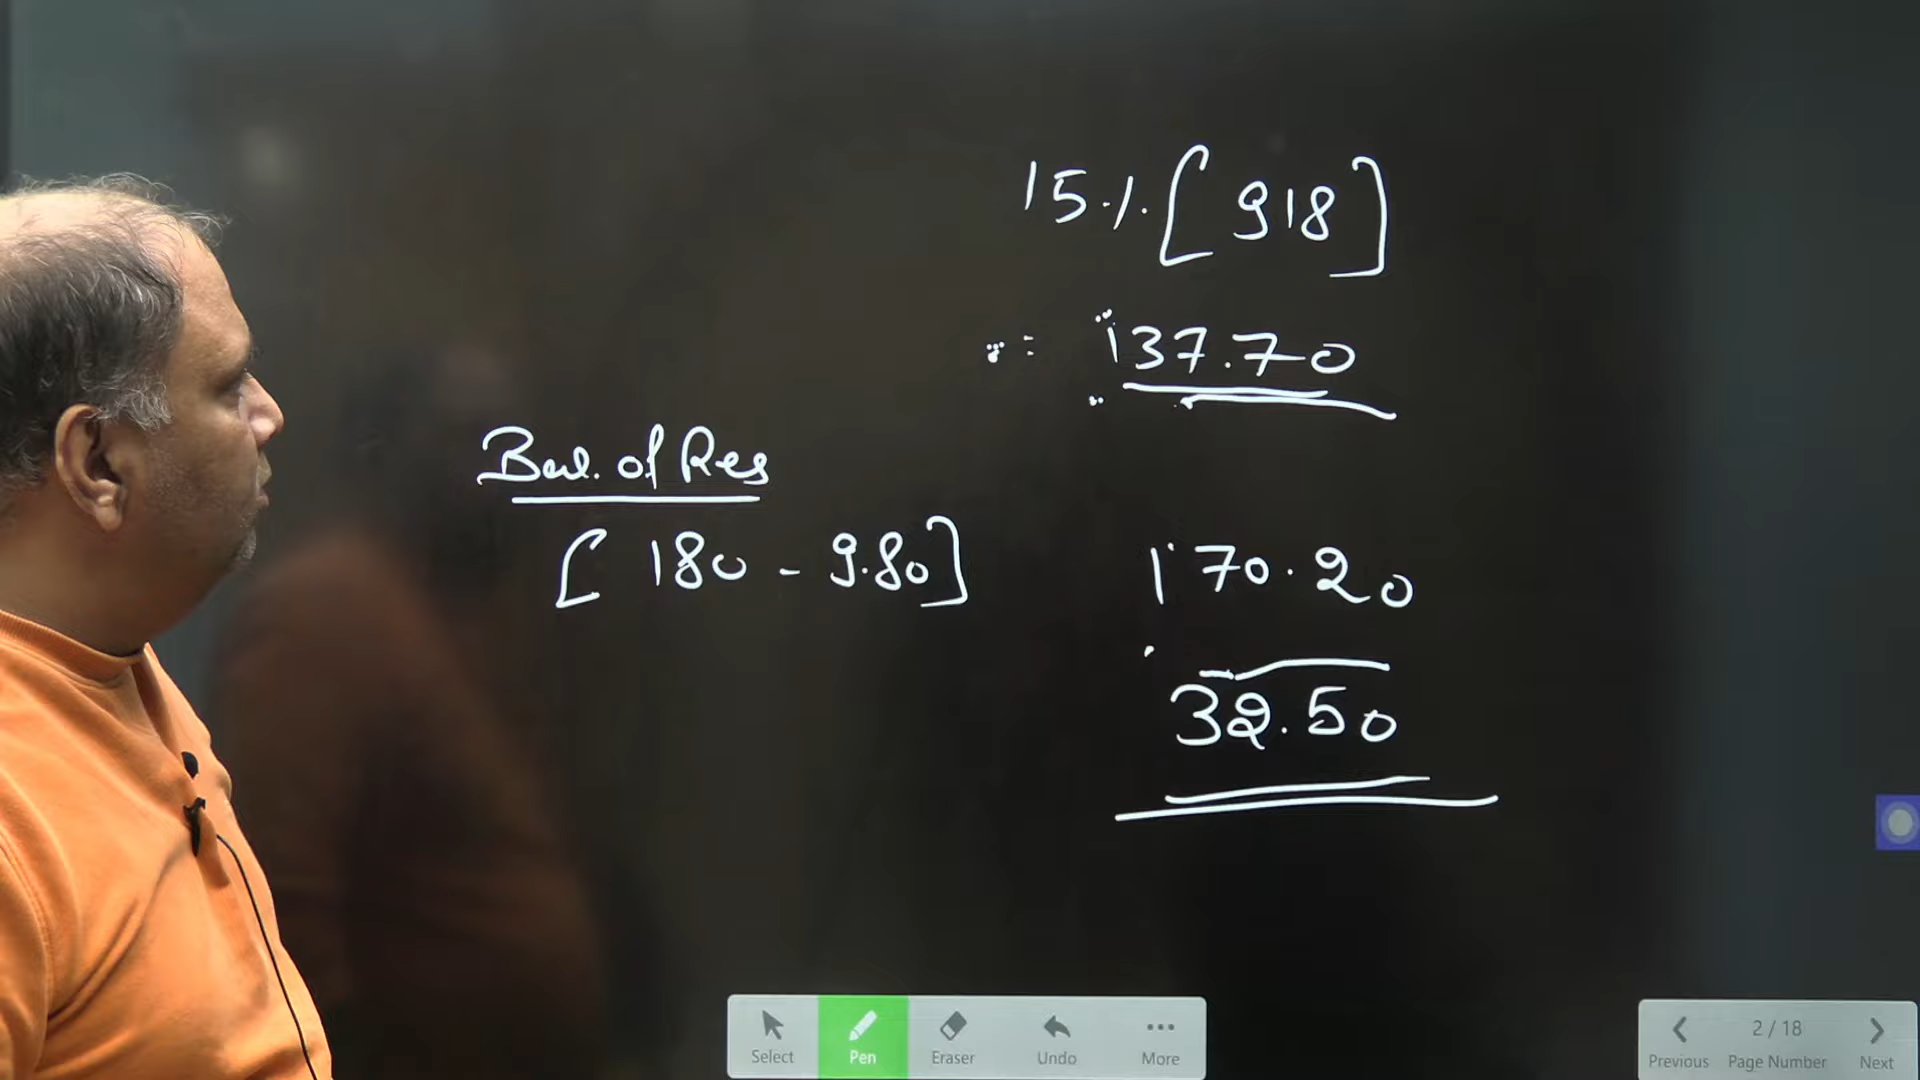 15%[918]
= 137.70
Bal. of Res
[180 - 9.80] 170.20
32.50
Select Pen Eraser Undo More
2 / 18
Previous Page Number Next